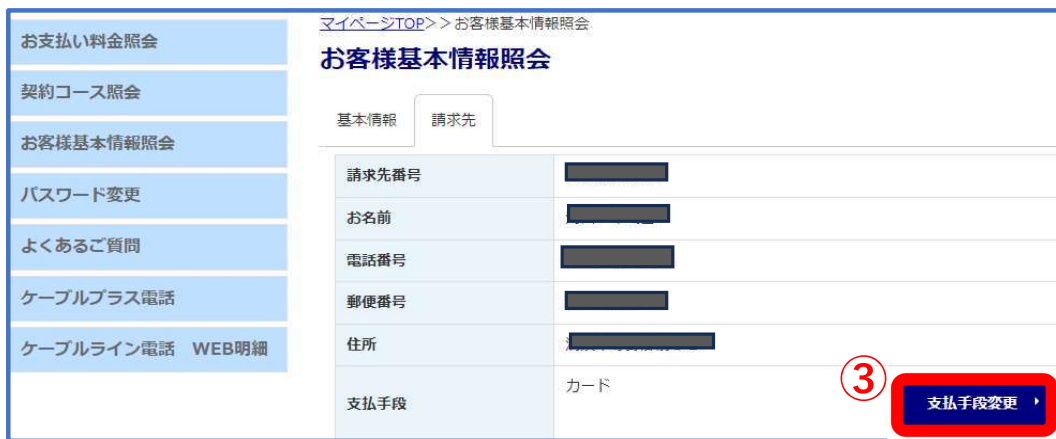 お支払い料金照会
契約コース照会
お客様基本情報照会
パスワード変更
よくあるご質問
ケーブルプラス電話
ケーブルライン電話 WEB明細
マイページTOP>>お客様基本情報照会
お客様基本情報照会
基本情報 請求先
請求先番号
お名前
電話番号
郵便番号
住所
支払手段 カード
③
支払手段変更